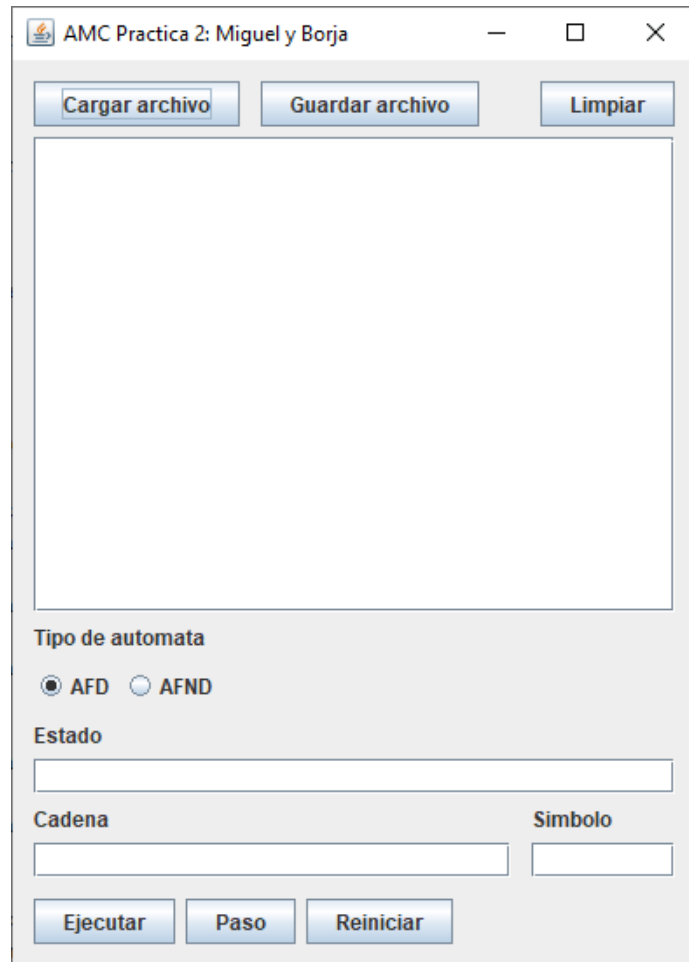 AMC Practica 2: Miguel y Borja
Cargar archivo Guardar archivo Limpiar
Tipo de automata
AFD AFND
Estado
Cadena Simbolo
Ejecutar Paso Reiniciar